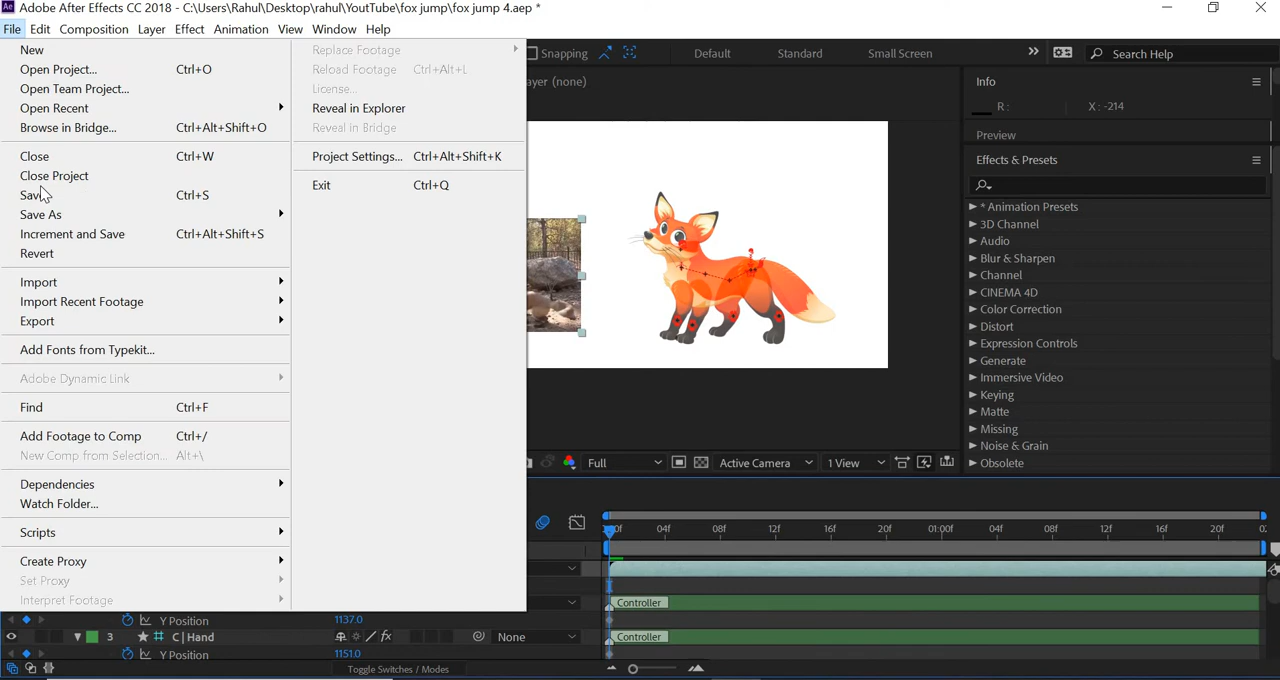 Ae Adobe After Effects CC 2018 - C:\Users\Rahul\Desktop\rahul\YouTube\fox jump\fox jump 4.aep *
File Edit Composition Layer Effect Animation View Window Help
Snapping Default Standard Small Screen Search Help
New
Open Project... Ctrl+O
Open Team Project...
Open Recent
Browse in Bridge... Ctrl+Alt+Shift+O
Close Ctrl+W
Close Project
Save Ctrl+S
Save As
Increment and Save Ctrl+Alt+Shift+S
Revert
Import
Import Recent Footage
Export
Add Fonts from Typekit...
Adobe Dynamic Link
Find Ctrl+F
Add Footage to Comp Ctrl+/
New Comp from Selection... Alt+\
Dependencies
Watch Folder...
Scripts
Create Proxy
Set Proxy
Interpret Footage
Replace Footage
Reload Footage Ctrl+Alt+L
License...
Reveal in Explorer
Reveal in Bridge
Project Settings... Ctrl+Alt+Shift+K
Exit Ctrl+Q
ayer (none)
Info
R: X: -214
Preview
Effects & Presets
* Animation Presets
3D Channel
Audio
Blur & Sharpen
Channel
CINEMA 4D
Color Correction
Distort
Expression Controls
Generate
Immersive Video
Keying
Matte
Missing
Noise & Grain
Obsolete
Full Active Camera 1 View
00f 04f 08f 12f 16f 20f 01:00f 04f 08f 12f 16f 20f 02
Controller
Y Position 1137.0
3 C | Hand None Controller
Y Position 1151.0
Toggle Switches / Modes